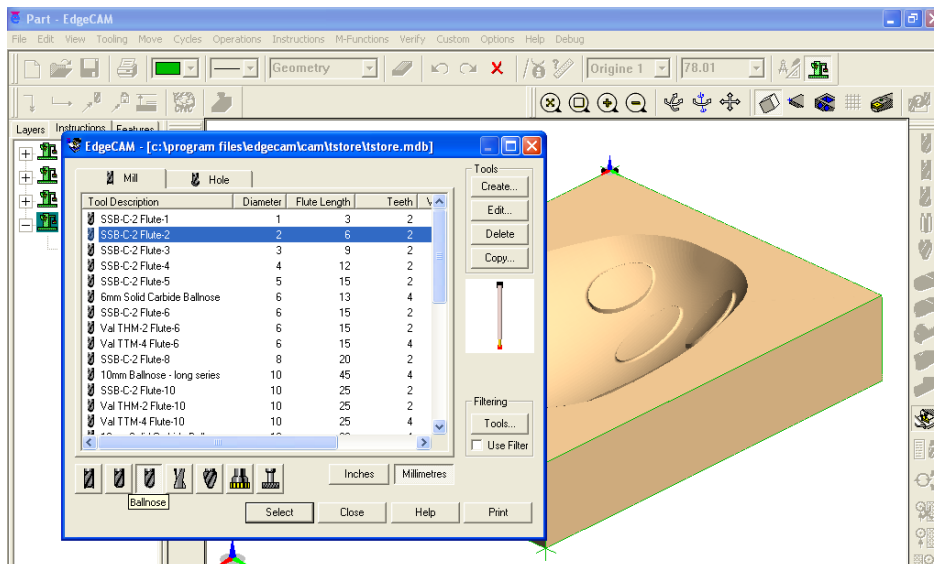 Part - EdgeCAM
File Edit View Tooling Move Cycles Operations Instructions M-Functions Verify Custom Options Help Debug
Geometry Origine 1 78.01
Layers Instructions Features
EdgeCAM - [c:\program files\edgecam\cam\tstore\tstore.mdb]
Mill Hole
Tool Description Diameter Flute Length Teeth
SSB-C-2 Flute-1 1 3 2
SSB-C-2 Flute-2 2 6 2
SSB-C-2 Flute-3 3 9 2
SSB-C-2 Flute-4 4 12 2
SSB-C-2 Flute-5 5 15 2
6mm Solid Carbide Ballnose 6 13 4
SSB-C-2 Flute-6 6 15 2
Val THM-2 Flute-6 6 15 2
Val TTM-4 Flute-6 6 15 4
SSB-C-2 Flute-8 8 20 2
10mm Ballnose - long series 10 45 4
SSB-C-2 Flute-10 10 25 2
Val THM-2 Flute-10 10 25 2
Val TTM-4 Flute-10 10 25 4
Tools
Create...
Edit...
Delete
Copy...
Filtering
Tools...
Use Filter
Inches Millimetres
Ballnose
Select Close Help Print